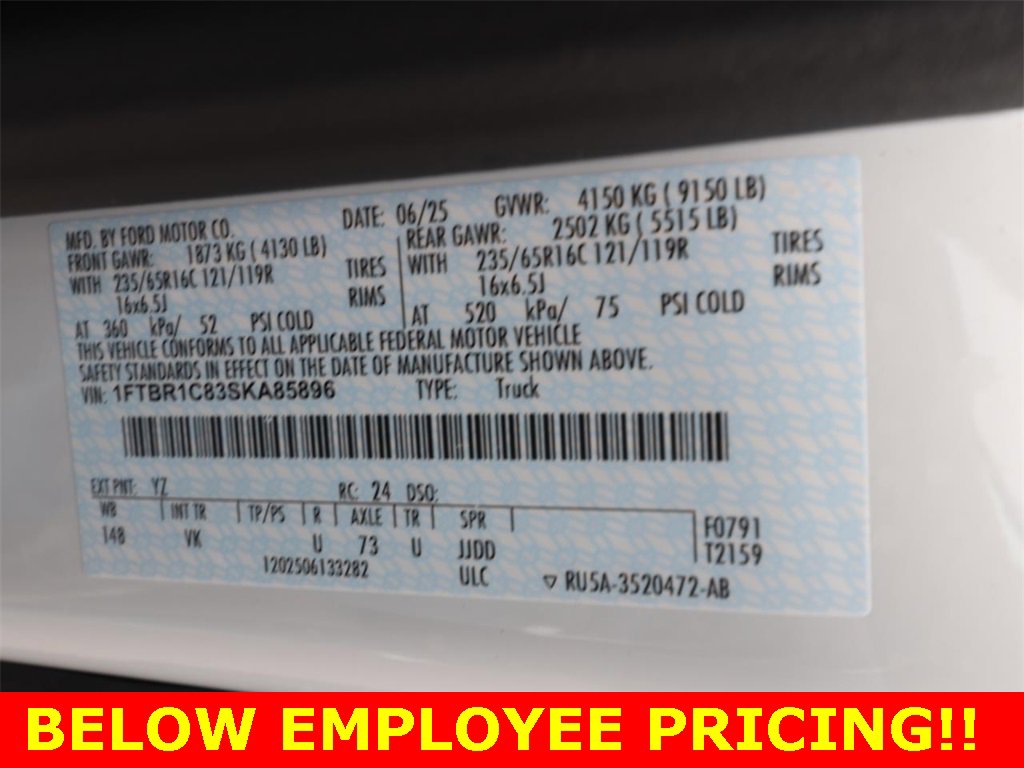 MFD. BY FORD MOTOR CO. DATE: 06/25 GVWR: 4150 KG ( 9150 LB)
FRONT GAWR: 1873 KG ( 4130 LB) REAR GAWR: 2502 KG ( 5515 LB)
WITH 235/65R16C 121/119R TIRES WITH 235/65R16C 121/119R TIRES
16x6.5J RIMS 16x6.5J RIMS
AT 360 kPa/ 52 PSI COLD AT 520 kPa/ 75 PSI COLD
THIS VEHICLE CONFORMS TO ALL APPLICABLE FEDERAL MOTOR VEHICLE
SAFETY STANDARDS IN EFFECT ON THE DATE OF MANUFACTURE SHOWN ABOVE.
VIN: 1FTBR1C83SKA85896 TYPE: Truck
EXT PNT: YZ RC: 24 DSO:
WB INT TR TP/PS R AXLE TR SPR F0791
148 VK U 73 U JJDD T2159
1202506133282 ULC ▽ RU5A-3520472-AB
BELOW EMPLOYEE PRICING!!